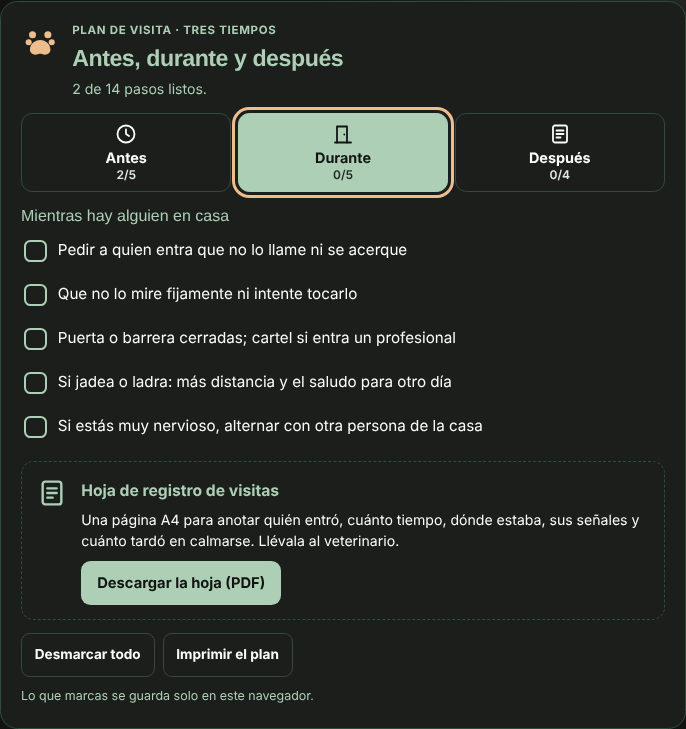 PLAN DE VISITA · TRES TIEMPOS
Antes, durante y después
2 de 14 pasos listos.
Antes
2/5
Durante
0/5
Después
0/4
Mientras hay alguien en casa
Pedir a quien entra que no lo llame ni se acerque
Que no lo mire fijamente ni intente tocarlo
Puerta o barrera cerradas; cartel si entra un profesional
Si jadea o ladra: más distancia y el saludo para otro día
Si estás muy nervioso, alternar con otra persona de la casa
Hoja de registro de visitas
Una página A4 para anotar quién entró, cuánto tiempo, dónde estaba, sus señales y
cuánto tardó en calmarse. Llévala al veterinario.
Descargar la hoja (PDF)
Desmarcar todo
Imprimir el plan
Lo que marcas se guarda solo en este navegador.